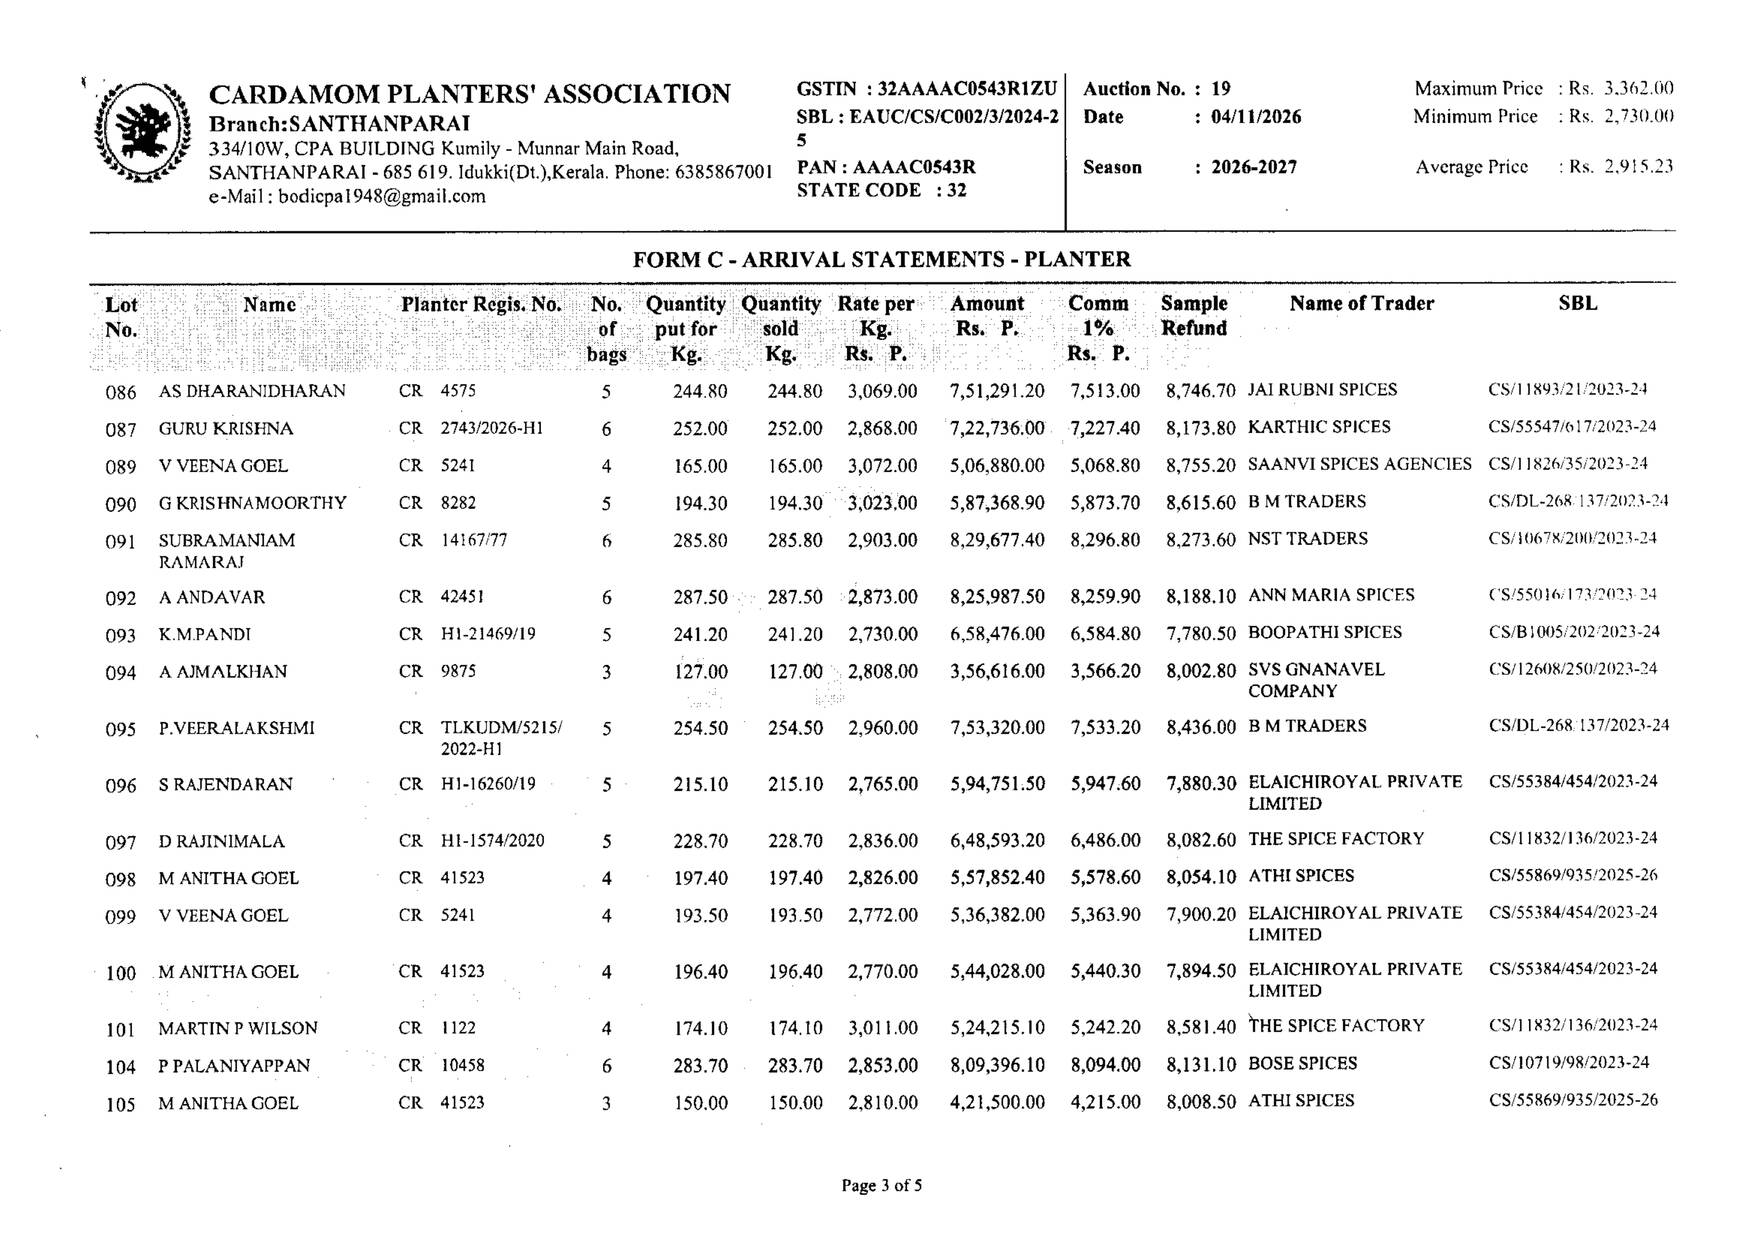 CARDAMOM PLANTERS' ASSOCIATION
Branch:SANTHANPARAI
334/10W, CPA BUILDING Kumily - Munnar Main Road,
SANTHANPARAI - 685 619. Idukki(Dt.),Kerala. Phone: 6385867001
e-Mail : bodicpa1948@gmail.com
GSTIN : 32AAAAC0543R1ZU
SBL : EAUC/CS/C002/3/2024-2
5
PAN : AAAAC0543R
STATE CODE : 32
Auction No. : 19
Date : 04/11/2026
Season : 2026-2027
Maximum Price : Rs. 3,362.00
Minimum Price : Rs. 2,730.00
Average Price : Rs. 2,915.23
FORM C - ARRIVAL STATEMENTS - PLANTER
Lot Name Planter Regis. No. No. Quantity Quantity Rate per Amount Comm Sample Name of Trader SBL
No. of put for sold Kg. Rs. P. 1% Refund
bags Kg. Kg. Rs. P. Rs. P.
086 AS DHARANIDHARAN CR 4575 5 244.80 244.80 3,069.00 7,51,291.20 7,513.00 8,746.70 JAI RUBNI SPICES CS/11893/21/2023-24
087 GURU KRISHNA CR 2743/2026-H1 6 252.00 252.00 2,868.00 7,22,736.00 7,227.40 8,173.80 KARTHIC SPICES CS/55547/617/2023-24
089 V VEENA GOEL CR 5241 4 165.00 165.00 3,072.00 5,06,880.00 5,068.80 8,755.20 SAANVI SPICES AGENCIES CS/11826/35/2023-24
090 G KRISHNAMOORTHY CR 8282 5 194.30 194.30 3,023.00 5,87,368.90 5,873.70 8,615.60 B M TRADERS CS/DL-268/137/2023-24
091 SUBRAMANIAM CR 14167/77 6 285.80 285.80 2,903.00 8,29,677.40 8,296.80 8,273.60 NST TRADERS CS/10678/200/2023-24
RAMARAJ
092 A ANDAVAR CR 42451 6 287.50 287.50 2,873.00 8,25,987.50 8,259.90 8,188.10 ANN MARIA SPICES CS/55016/173/2023-24
093 K.M.PANDI CR H1-21469/19 5 241.20 241.20 2,730.00 6,58,476.00 6,584.80 7,780.50 BOOPATHI SPICES CS/B1005/202/2023-24
094 A AJMALKHAN CR 9875 3 127.00 127.00 2,808.00 3,56,616.00 3,566.20 8,002.80 SVS GNANAVEL CS/12608/250/2023-24
COMPANY
095 P.VEERALAKSHMI CR TLKUDM/5215/ 5 254.50 254.50 2,960.00 7,53,320.00 7,533.20 8,436.00 B M TRADERS CS/DL-268/137/2023-24
2022-H1
096 S RAJENDARAN CR H1-16260/19 5 215.10 215.10 2,765.00 5,94,751.50 5,947.60 7,880.30 ELAICHIROYAL PRIVATE CS/55384/454/2023-24
LIMITED
097 D RAJINIMALA CR H1-1574/2020 5 228.70 228.70 2,836.00 6,48,593.20 6,486.00 8,082.60 THE SPICE FACTORY CS/11832/136/2023-24
098 M ANITHA GOEL CR 41523 4 197.40 197.40 2,826.00 5,57,852.40 5,578.60 8,054.10 ATHI SPICES CS/55869/935/2025-26
099 V VEENA GOEL CR 5241 4 193.50 193.50 2,772.00 5,36,382.00 5,363.90 7,900.20 ELAICHIROYAL PRIVATE CS/55384/454/2023-24
LIMITED
100 M ANITHA GOEL CR 41523 4 196.40 196.40 2,770.00 5,44,028.00 5,440.30 7,894.50 ELAICHIROYAL PRIVATE CS/55384/454/2023-24
LIMITED
101 MARTIN P WILSON CR 1122 4 174.10 174.10 3,011.00 5,24,215.10 5,242.20 8,581.40 THE SPICE FACTORY CS/11832/136/2023-24
104 P PALANIYAPPAN CR 10458 6 283.70 283.70 2,853.00 8,09,396.10 8,094.00 8,131.10 BOSE SPICES CS/10719/98/2023-24
105 M ANITHA GOEL CR 41523 3 150.00 150.00 2,810.00 4,21,500.00 4,215.00 8,008.50 ATHI SPICES CS/55869/935/2025-26
Page 3 of 5